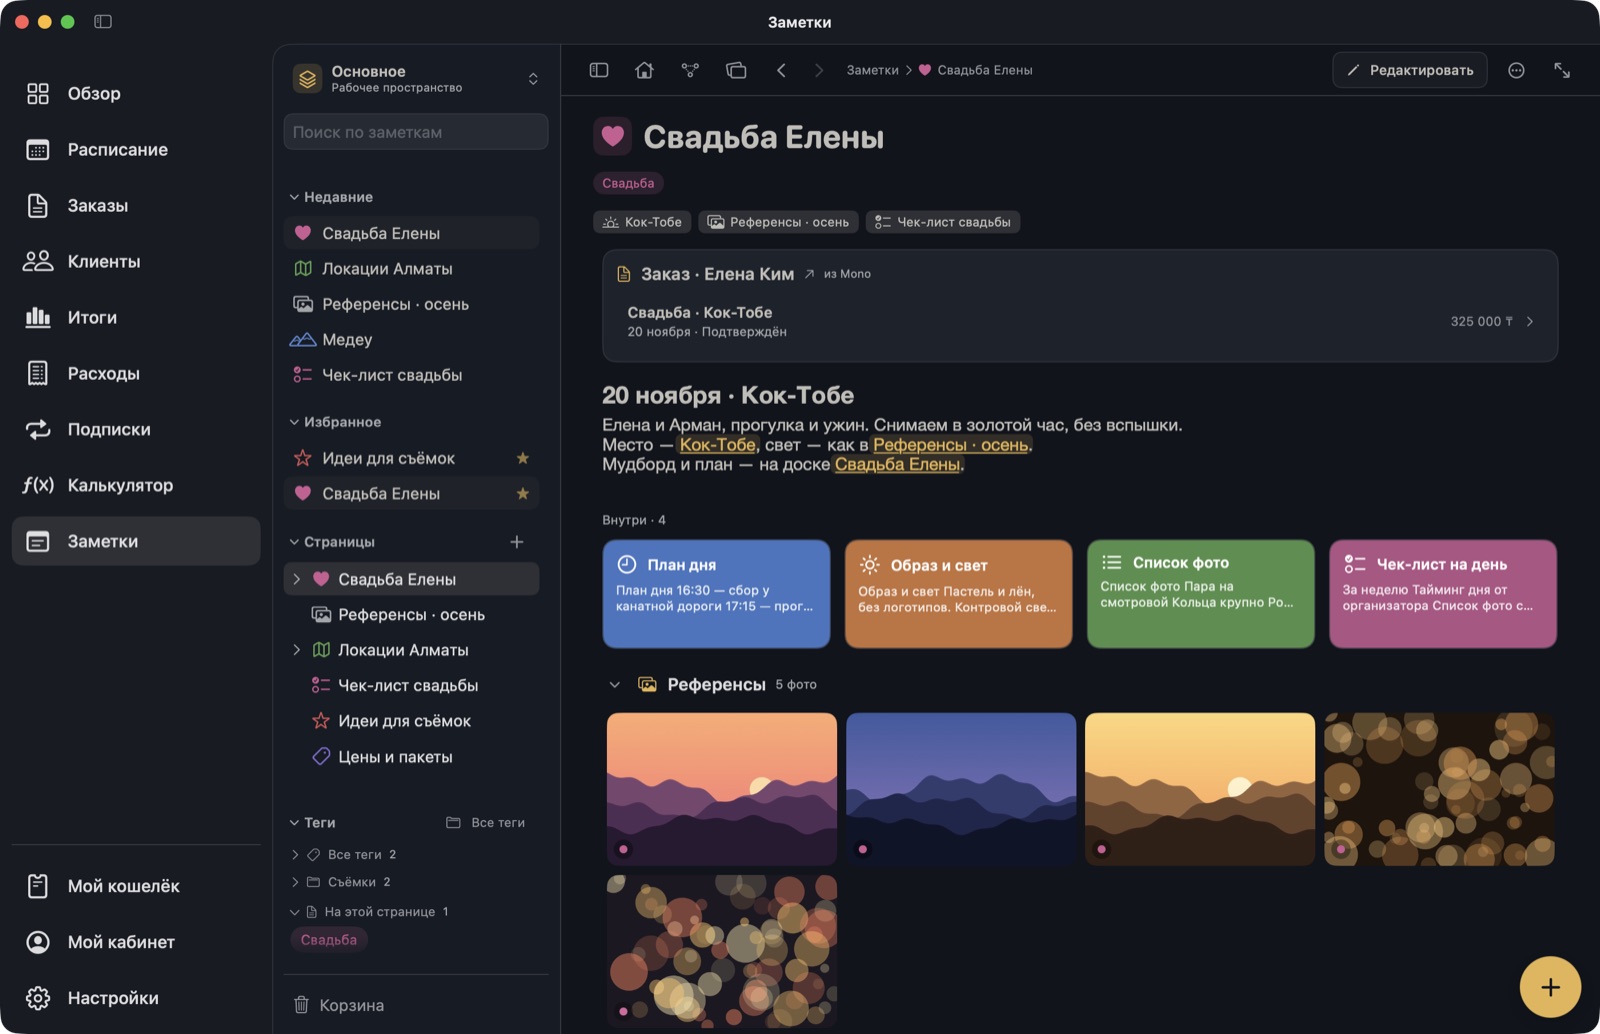 Заметки
Обзор
Расписание
Заказы
Клиенты
Итоги
Расходы
Подписки
f(x) Калькулятор
Заметки
Мой кошелёк
Мой кабинет
Настройки
Основное
Рабочее пространство
Поиск по заметкам
Недавние
Свадьба Елены
Локации Алматы
Референсы · осень
Медеу
Чек-лист свадьбы
Избранное
Идеи для съёмок
Свадьба Елены
Страницы
Свадьба Елены
Референсы · осень
Локации Алматы
Чек-лист свадьбы
Идеи для съёмок
Цены и пакеты
Теги Все теги
Все теги 2
Съёмки 2
На этой странице 1
Свадьба
Корзина
Заметки Свадьба Елены
Редактировать
Свадьба Елены
Свадьба
Кок-Тобе Референсы · осень Чек-лист свадьбы
Заказ · Елена Ким из Mono
Свадьба · Кок-Тобе
20 ноября · Подтверждён
325 000 ₸
20 ноября · Кок-Тобе
Елена и Арман, прогулка и ужин. Снимаем в золотой час, без вспышки.
Место — Кок-Тобе, свет — как в Референсы · осень.
Мудборд и план — на доске Свадьба Елены.
Внутри · 4
План дня
План дня 16:30 — сбор у
канатной дороги 17:15 — прог...
Образ и свет
Образ и свет Пастель и лён,
без логотипов. Контровой све...
Список фото
Список фото Пара на
смотровой Кольца крупно Ро...
Чек-лист на день
За неделю Тайминг дня от
организатора Список фото с...
Референсы 5 фото